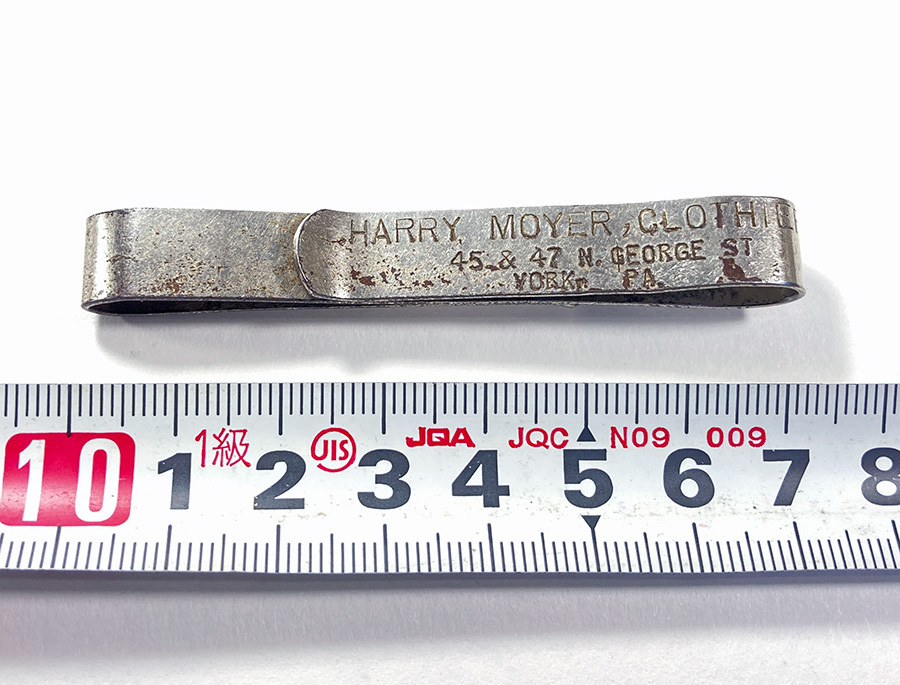 HARRY MOYER, CLOTHIE
45 & 47 N. GEORGE ST
YORK, PA.
1級 JIS JQA JQC N09 009
10 1 2 3 4 5 6 7 8